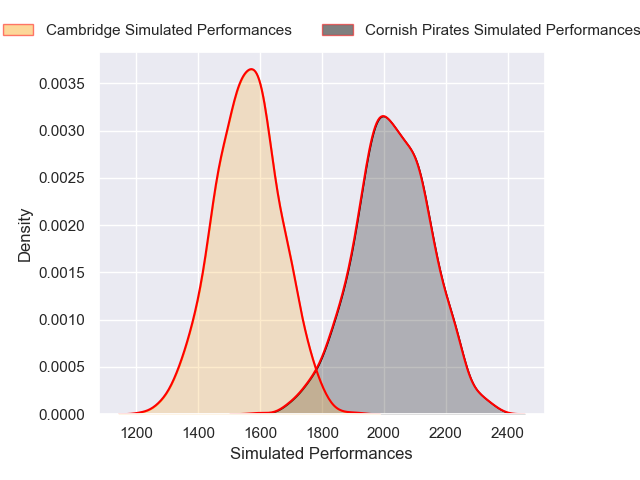 Cambridge Simulated Performances Cornish Pirates Simulated Performances
0.0035
0.0030
0.0025
0.0020
0.0015
0.0010
0.0005
0.0000
Density
1200 1400 1600 1800 2000 2200 2400
Simulated Performances